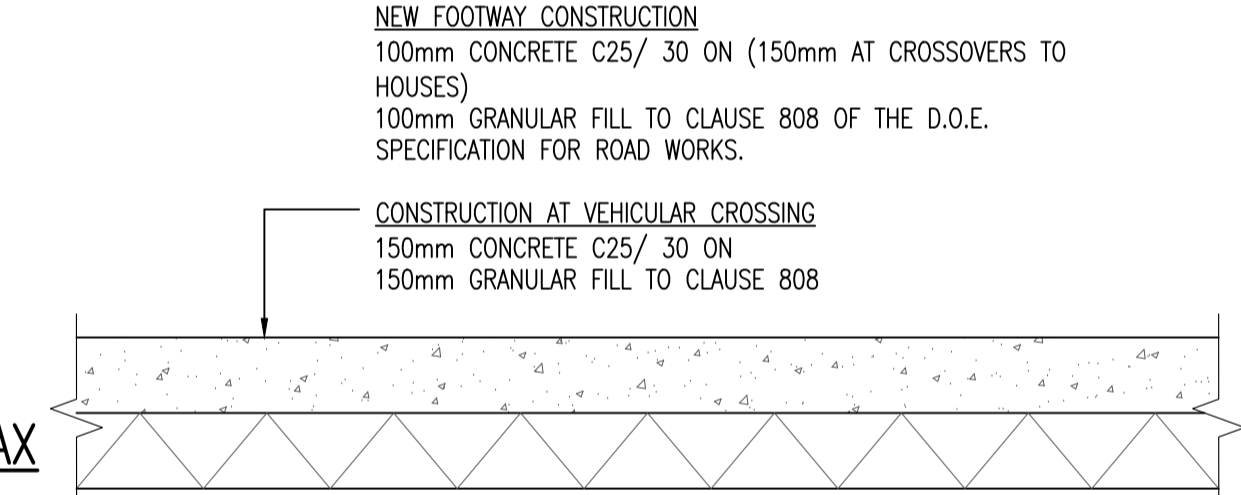 NEW FOOTWAY CONSTRUCTION
100mm CONCRETE C25/ 30 ON (150mm AT CROSSOVERS TO
HOUSES)
100mm GRANULAR FILL TO CLAUSE 808 OF THE D.O.E.
SPECIFICATION FOR ROAD WORKS.
CONSTRUCTION AT VEHICULAR CROSSING
150mm CONCRETE C25/ 30 ON
150mm GRANULAR FILL TO CLAUSE 808